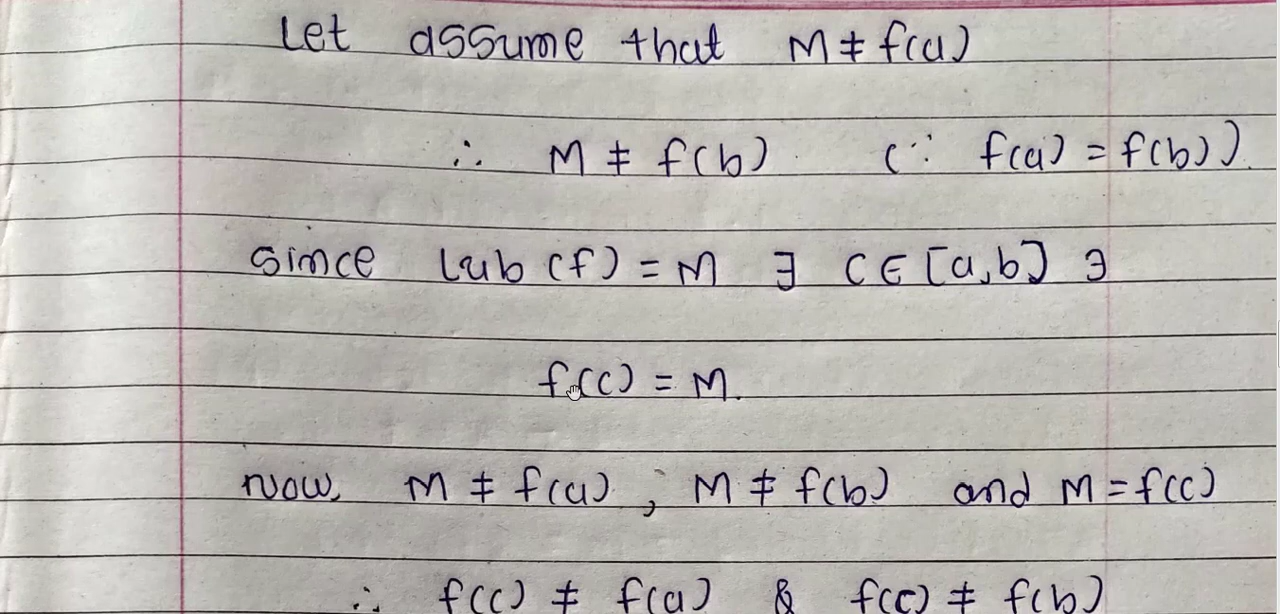 Let assume that M ≠ f(a)
∴ M ≠ f(b) (∵ f(a) = f(b))
since lub (f) = M ∃ C ∈ [a,b] ∋
f(c) = M.
Now, M ≠ f(a) , M ≠ f(b) and M = f(c)
∴ f(c) ≠ f(a) & f(c) ≠ f(b)